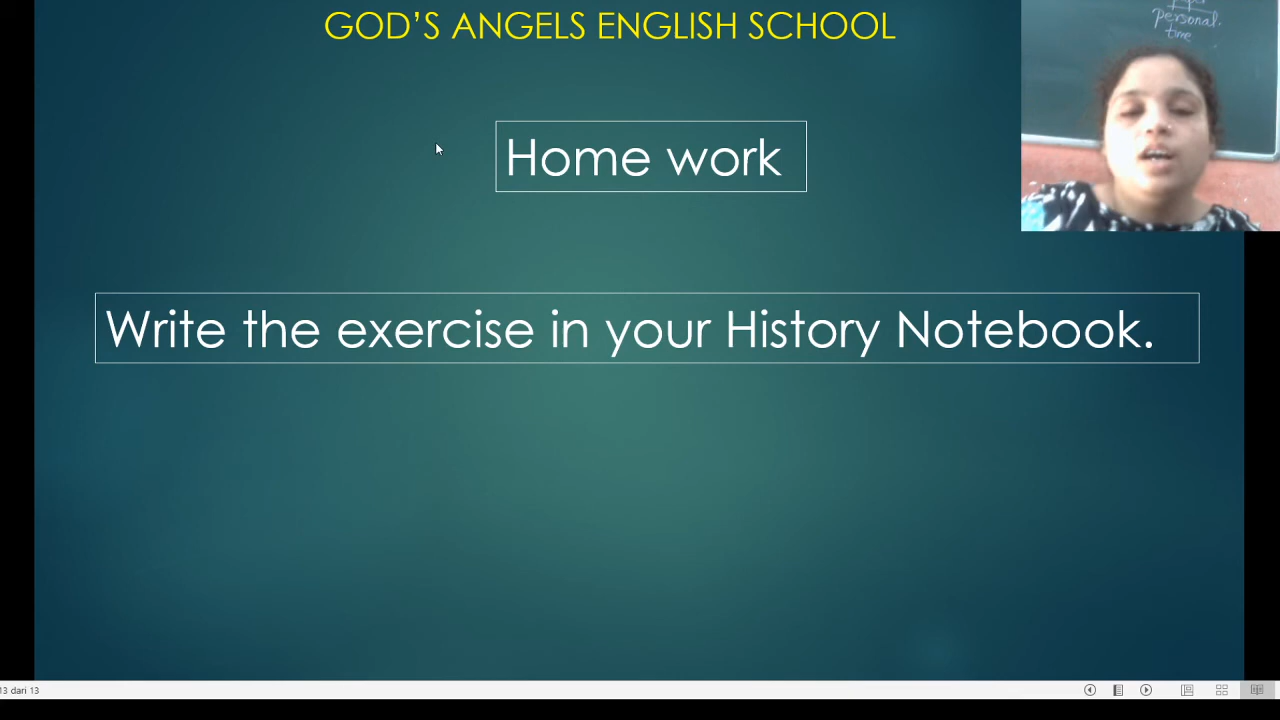 GOD’S ANGELS ENGLISH SCHOOL
personal.
time
Home work
Write the exercise in your History Notebook.
13 dari 13